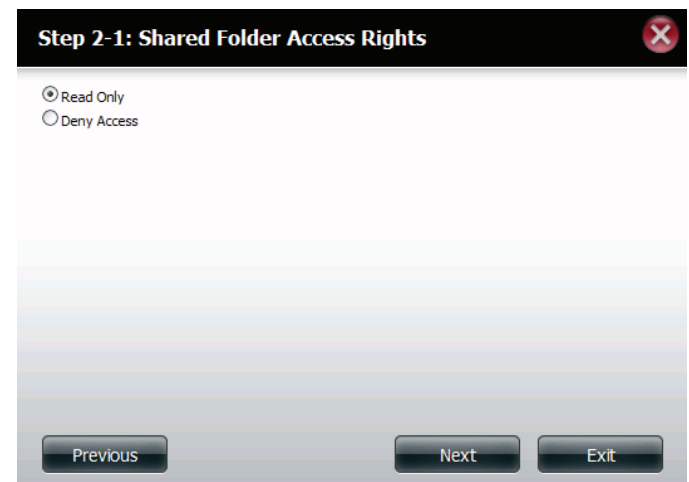 Step 2-1: Shared Folder Access Rights
Read Only
Deny Access
Previous Next Exit